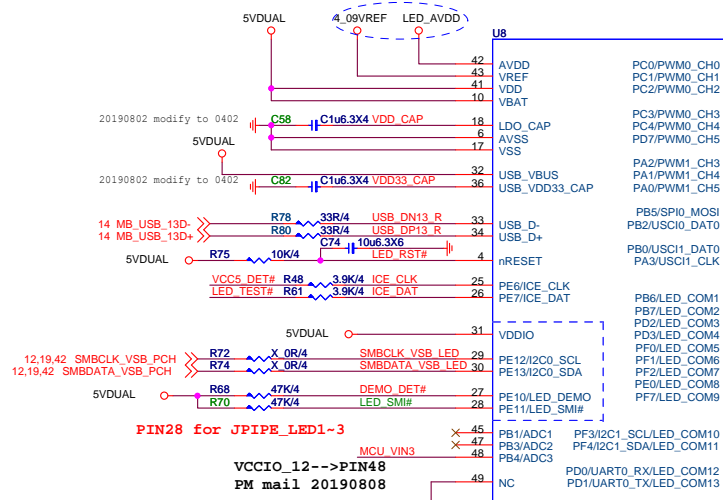 5VDUAL 4_09VREF LED_AVDD
U8
42 AVDD PC0/PWM0_CH0
43 VREF PC1/PWM0_CH1
41 VDD PC2/PWM0_CH2
10 VBAT
PC3/PWM0_CH3
20190802 modify to 0402 C58 C1u6.3X4 VDD_CAP 18 LDO_CAP PC4/PWM0_CH4
6 AVSS PD7/PWM0_CH5
5VDUAL 17 VSS
PA2/PWM1_CH3
32 USB_VBUS PA1/PWM1_CH4
20190802 modify to 0402 C82 C1u6.3X4 VDD33_CAP 36 USB_VDD33_CAP PA0/PWM1_CH5
PB5/SPI0_MOSI
14 MB_USB_13D- R78 33R/4 USB_DN13_R 33 USB_D- PB2/USCI0_DAT0
14 MB_USB_13D+ R80 33R/4 USB_DP13_R 34 USB_D+
C74 10u6.3X6 PB0/USCI1_DAT0
5VDUAL R75 10K/4 LED_RST# 4 nRESET PA3/USCI1_CLK
VCC5_DET# R48 3.9K/4 ICE_CLK 25 PE6/ICE_CLK
LED_TEST# R61 3.9K/4 ICE_DAT 26 PE7/ICE_DAT PB6/LED_COM1
PB7/LED_COM2
PD2/LED_COM3
5VDUAL 31 VDDIO PD3/LED_COM4
PF0/LED_COM5
12,19,42 SMBCLK_VSB_PCH R72 X_0R/4 SMBCLK_VSB_LED 29 PE12/I2C0_SCL PF1/LED_COM6
12,19,42 SMBDATA_VSB_PCH R74 X_0R/4 SMBDATA_VSB_LED 30 PE13/I2C0_SDA PF2/LED_COM7
PE0/LED_COM8
5VDUAL R68 47K/4 DEMO_DET# 27 PE10/LED_DEMO PF7/LED_COM9
R70 47K/4 LED_SMI# 28 PE11/LED_SMI#
PIN28 for JPIPE_LED1~3 45 PB1/ADC1 PF3/I2C1_SCL/LED_COM10
47 PB3/ADC2 PF4/I2C1_SDA/LED_COM11
MCU_VIN3 48 PB4/ADC3
VCCIO_12-->PIN48 PD0/UART0_RX/LED_COM12
PM mail 20190808 49 NC PD1/UART0_TX/LED_COM13